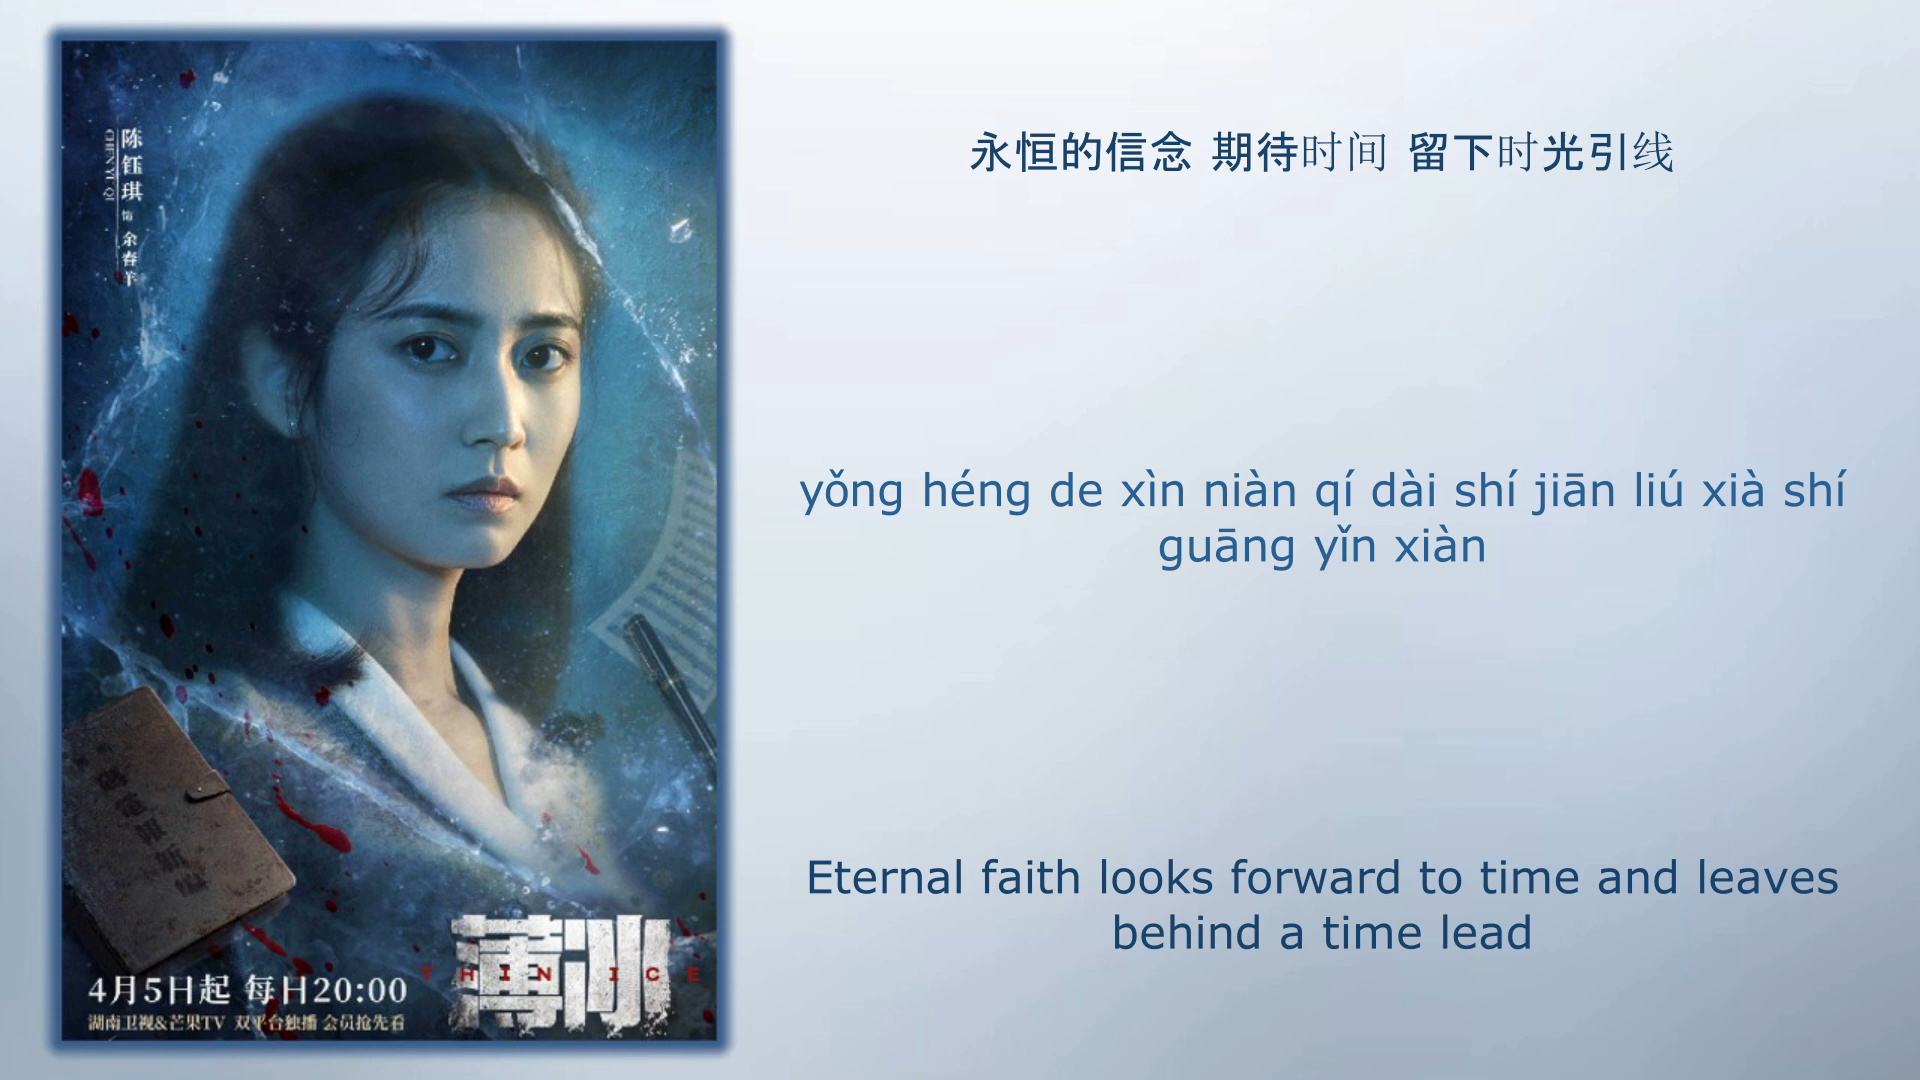 陈钰琪
CHEN YU QI
饰
余春羊
4月5日起 每日20:00
湖南卫视&芒果TV 双平台独播 会员抢先看
薄冰
THIN ICE
永恒的信念 期待时间 留下时光引线
yǒng héng de xìn niàn qí dài shí jiān liú xià shí
guāng yǐn xiàn
Eternal faith looks forward to time and leaves
behind a time lead